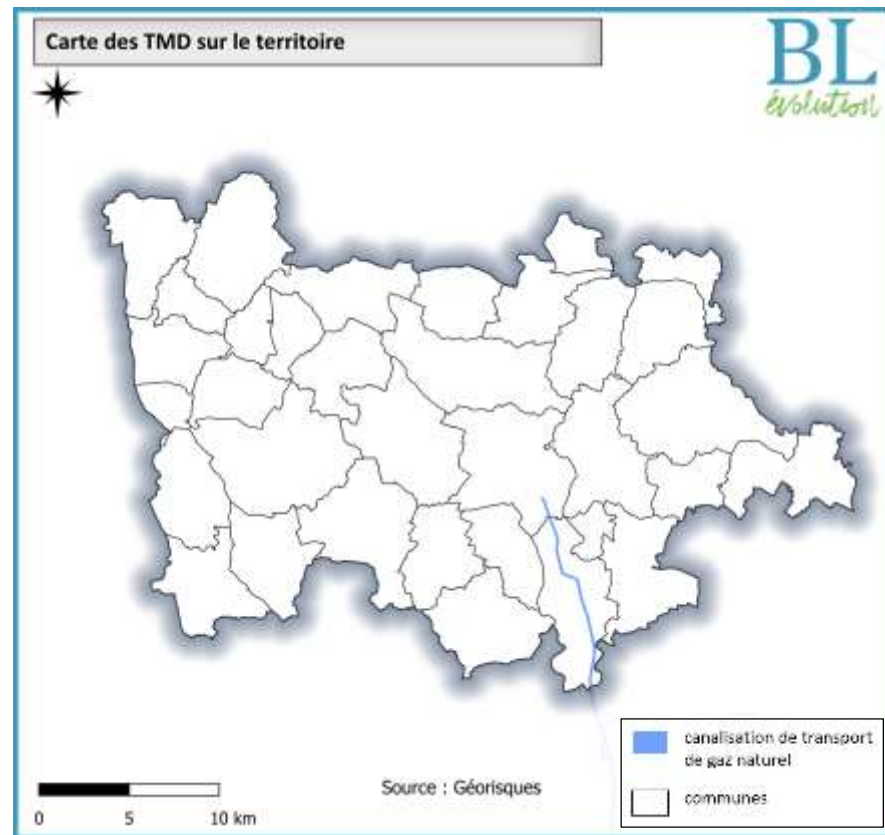 Carte des TMD sur le territoire
BL
évolution
canalisation de transport
de gaz naturel
communes
Source : Géorisques
0 5 10 km